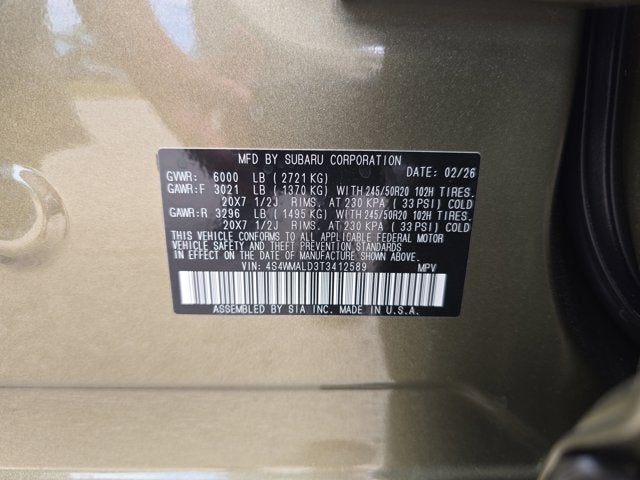 MFD BY SUBARU CORPORATION
GVWR: 6000 LB ( 2721 KG) DATE: 02/26
GAWR:F 3021 LB ( 1370 KG) WITH 245/50R20 102H TIRES.
20X7 1/2J RIMS. AT 230 KPA ( 33 PSI) COLD
GAWR:R 3296 LB ( 1495 KG) WITH 245/50R20 102H TIRES.
20X7 1/2J RIMS. AT 230 KPA ( 33 PSI) COLD
THIS VEHICLE CONFORMS TO ALL APPLICABLE FEDERAL MOTOR
VEHICLE SAFETY AND THEFT PREVENTION STANDARDS
IN EFFECT ON THE DATE OF MANUFACTURE SHOWN ABOVE.
VIN: 4S4WMALD3T3412589 MPV
ASSEMBLED BY SIA INC. MADE IN U.S.A.